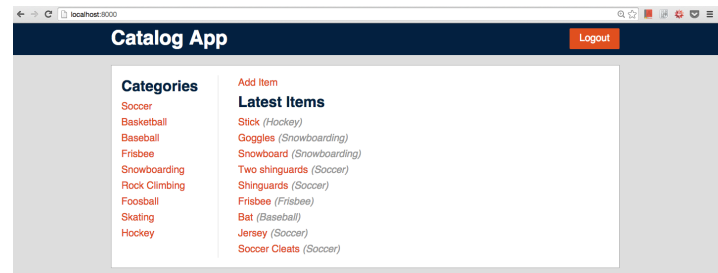 localhost:8000
Catalog App
Logout
Categories
Soccer
Basketball
Baseball
Frisbee
Snowboarding
Rock Climbing
Foosball
Skating
Hockey
Add Item
Latest Items
Stick (Hockey)
Goggles (Snowboarding)
Snowboard (Snowboarding)
Two shinguards (Soccer)
Shinguards (Soccer)
Frisbee (Frisbee)
Bat (Baseball)
Jersey (Soccer)
Soccer Cleats (Soccer)